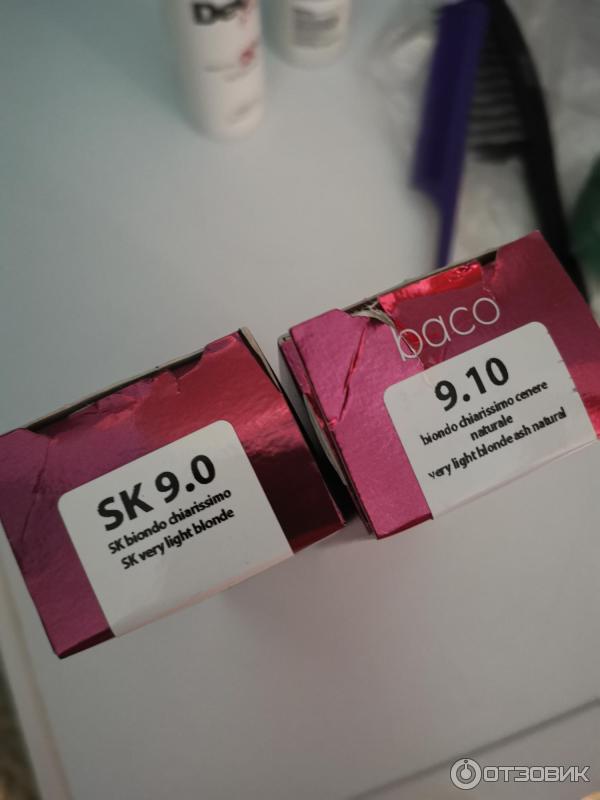 baco
9.10
biondo chiarissimo cenere
naturale
very light blonde ash natural
SK 9.0
SK biondo chiarissimo
SK very light blonde
ОТЗОВИК